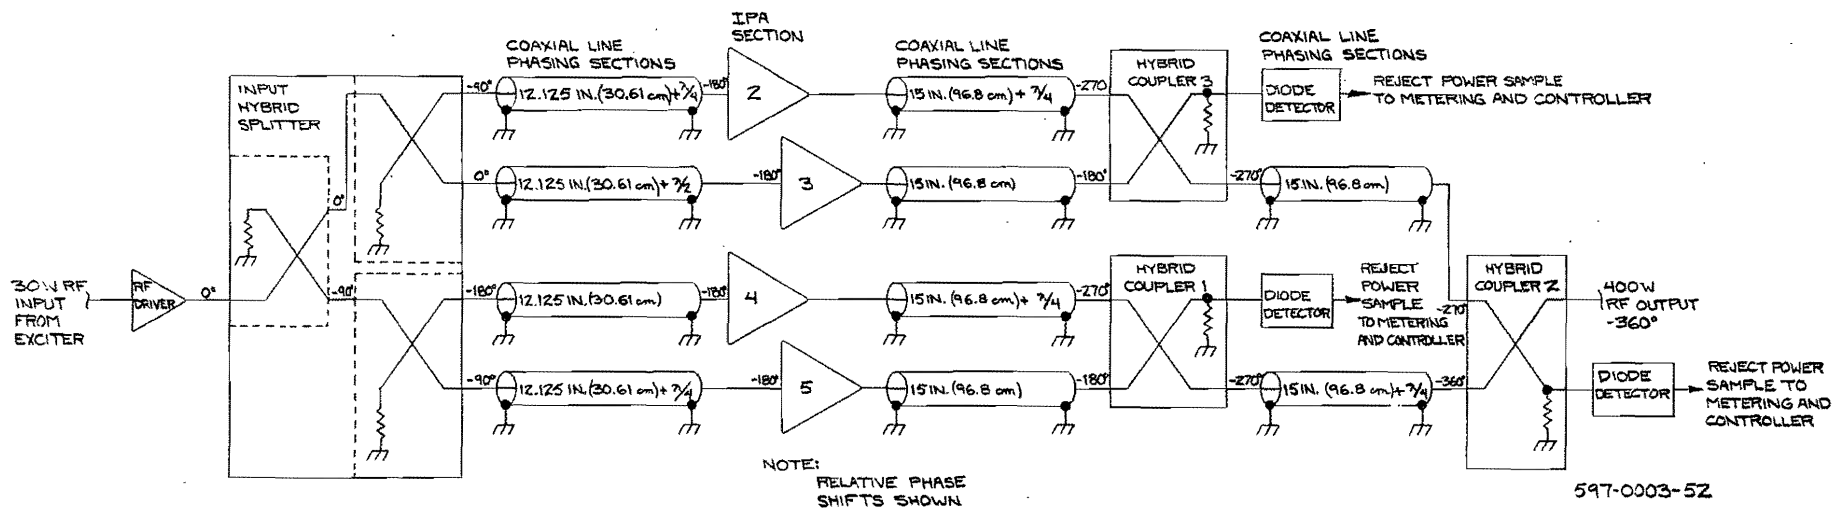 IPA
SECTION
COAXIAL LINE
PHASING SECTIONS
COAXIAL LINE
PHASING SECTIONS
COAXIAL LINE
PHASING SECTIONS
INPUT
HYBRID
SPLITTER
-90°
12.125 IN.(30.61 cm)+ λ/4
-180°
2
15 IN. (96.8 cm) + λ/4
-270
HYBRID
COUPLER 3
DIODE
DETECTOR
REJECT POWER SAMPLE
TO METERING AND CONTROLLER
0°
0°
12.125 IN.(30.61 cm)+ λ/2
-180°
3
15 IN. (96.8 cm)
-180°
-270°
15 IN. (96.8 cm)
30W RF
INPUT
FROM
EXCITER
RF
DRIVER
0°
-90°
-180°
12.125 IN.(30.61 cm)
-180°
4
15 IN. (96.8 cm)+ λ/4
-270°
HYBRID
COUPLER 1
DIODE
DETECTOR
REJECT
POWER
SAMPLE
TO METERING
AND CONTROLLER
-270°
HYBRID
COUPLER 2
400W
RF OUTPUT
-360°
-90°
12.125 IN.(30.61 cm)+ λ/4
-180°
5
15 IN. (96.8 cm)
-180°
-270°
15 IN. (96.8 cm)+ λ/4
-360°
DIODE
DETECTOR
REJECT POWER
SAMPLE TO
METERING AND
CONTROLLER
NOTE:
RELATIVE PHASE
SHIFTS SHOWN
597-0003-52